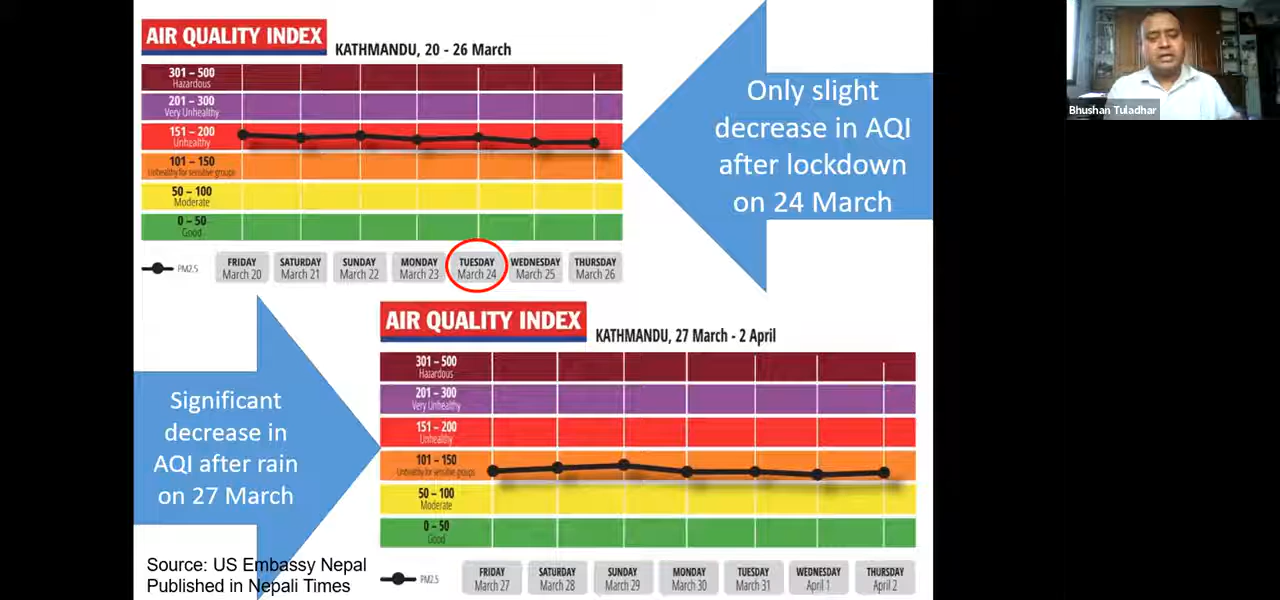 AIR QUALITY INDEX
KATHMANDU, 20 - 26 March
301 – 500
Hazardous
201 – 300
Very Unhealthy
151 – 200
Unhealthy
101 – 150
Unhealthy for sensitive groups
50 – 100
Moderate
0 – 50
Good
PM2.5
FRIDAY
March 20
SATURDAY
March 21
SUNDAY
March 22
MONDAY
March 23
TUESDAY
March 24
WEDNESDAY
March 25
THURSDAY
March 26
Only slight
decrease in AQI
after lockdown
on 24 March
Bhushan Tuladhar
AIR QUALITY INDEX
KATHMANDU, 27 March - 2 April
301 – 500
Hazardous
201 – 300
Very Unhealthy
151 – 200
Unhealthy
101 – 150
Unhealthy for sensitive groups
50 – 100
Moderate
0 – 50
Good
PM2.5
FRIDAY
March 27
SATURDAY
March 28
SUNDAY
March 29
MONDAY
March 30
TUESDAY
March 31
WEDNESDAY
April 1
THURSDAY
April 2
Significant
decrease in
AQI after rain
on 27 March
Source: US Embassy Nepal
Published in Nepali Times